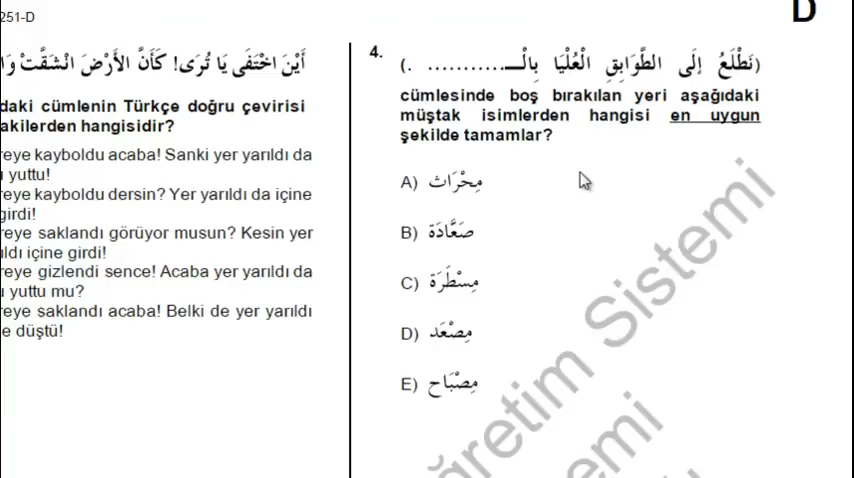 251-D
D
أَيْنَ اخْتَفَى يَا تُرَى! كَأَنَّ الْأَرْضَ انْشَقَّتْ
daki cümlenin Türkçe doğru çevirisi
akilerden hangisidir?
reye kayboldu acaba! Sanki yer yarıldı da
yuttu!
reye kayboldu dersin? Yer yarıldı da içine
girdi!
reye saklandı görüyor musun? Kesin yer
ıldı içine girdi!
reye gizlendi sence! Acaba yer yarıldı da
yuttu mu?
reye saklandı acaba! Belki de yer yarıldı
e düştü!
4.
(نَطْلَعُ إِلَى الطَّوَابِقِ الْعُلْيَا بِالْـــ............ .)
cümlesinde boş bırakılan yeri aşağıdaki
müştak isimlerden hangisi en uygun
şekilde tamamlar?
A) مِحْرَاث
B) صَعَّادَة
C) مِسْطَرَة
D) مِصْعَد
E) مِصْبَاح
ğretim Sistemi
emi